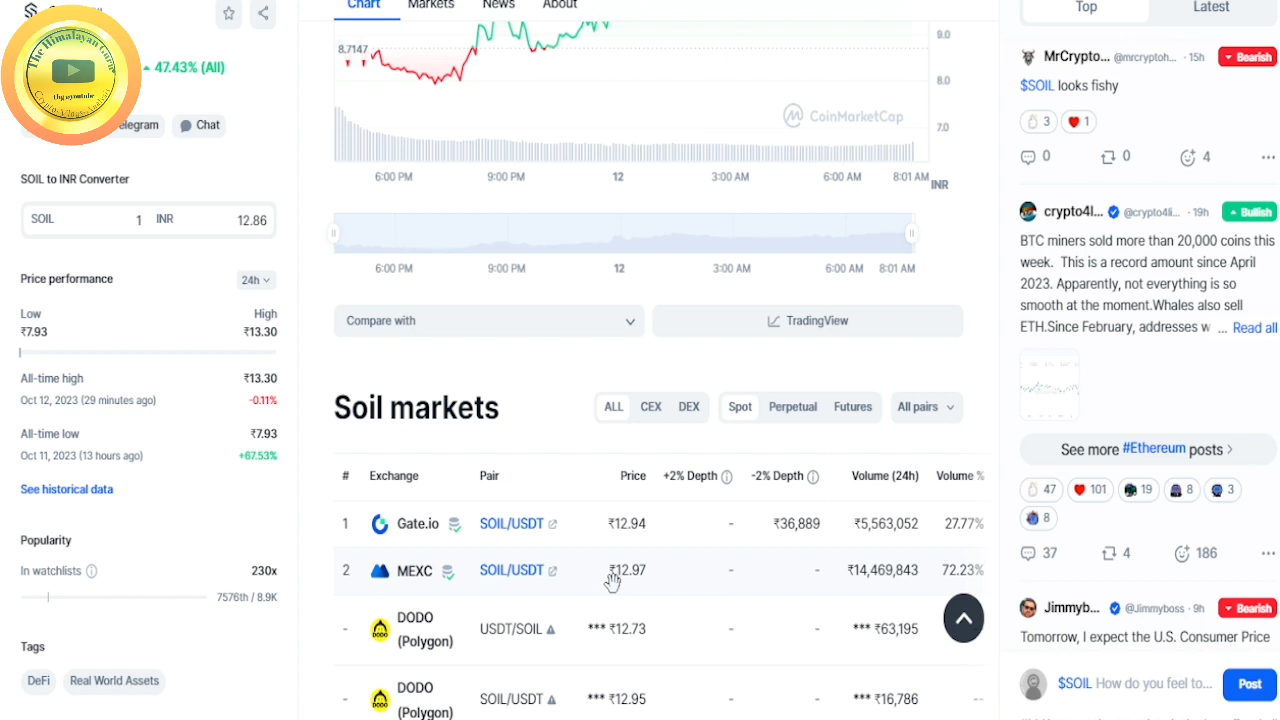 The Himalayan Guru
thg@youtube
47.43% (All)
Chat
SOIL to INR Converter
SOIL 1 INR 12.86
Price performance
24h
Low High
₹7.93 ₹13.30
All-time high ₹13.30
Oct 12, 2023 (29 minutes ago) -0.11%
All-time low ₹7.93
Oct 11, 2023 (13 hours ago) +67.53%
See historical data
Popularity
In watchlists 230x
7576th / 8.9K
Tags
DeFi Real World Assets
Chart Markets News About
8.7147
9.0
8.0
7.0
CoinMarketCap
6:00 PM 9:00 PM 12 3:00 AM 6:00 AM 8:01 AM
INR
6:00 PM 9:00 PM 12 3:00 AM 6:00 AM 8:01 AM
Compare with TradingView
Soil markets
ALL CEX DEX Spot Perpetual Futures All pairs
# Exchange Pair Price +2% Depth -2% Depth Volume (24h) Volume %
1 Gate.io SOIL/USDT ₹12.94 - ₹36,889 ₹5,563,052 27.77%
2 MEXC SOIL/USDT ₹12.97 - - ₹14,469,843 72.23%
- DODO (Polygon) USDT/SOIL *** ₹12.73 - - *** ₹63,195
- DODO (Polygon) SOIL/USDT *** ₹12.95 - - *** ₹16,786 --
Top Latest
MrCrypto... @mrcryptoh... · 15h Bearish
$SOIL looks fishy
3 1
0 0 4 ...
crypto4l... @crypto4li... · 19h Bullish
BTC miners sold more than 20,000 coins this
week. This is a record amount since April
2023. Apparently, not everything is so
smooth at the moment.Whales also sell
ETH.Since February, addresses w ... Read all
See more #Ethereum posts
47 101 19 8 3
8
37 4 186 ...
Jimmyb... @Jimmyboss · 9h Bearish
Tomorrow, I expect the U.S. Consumer Price
$SOIL How do you feel to... Post